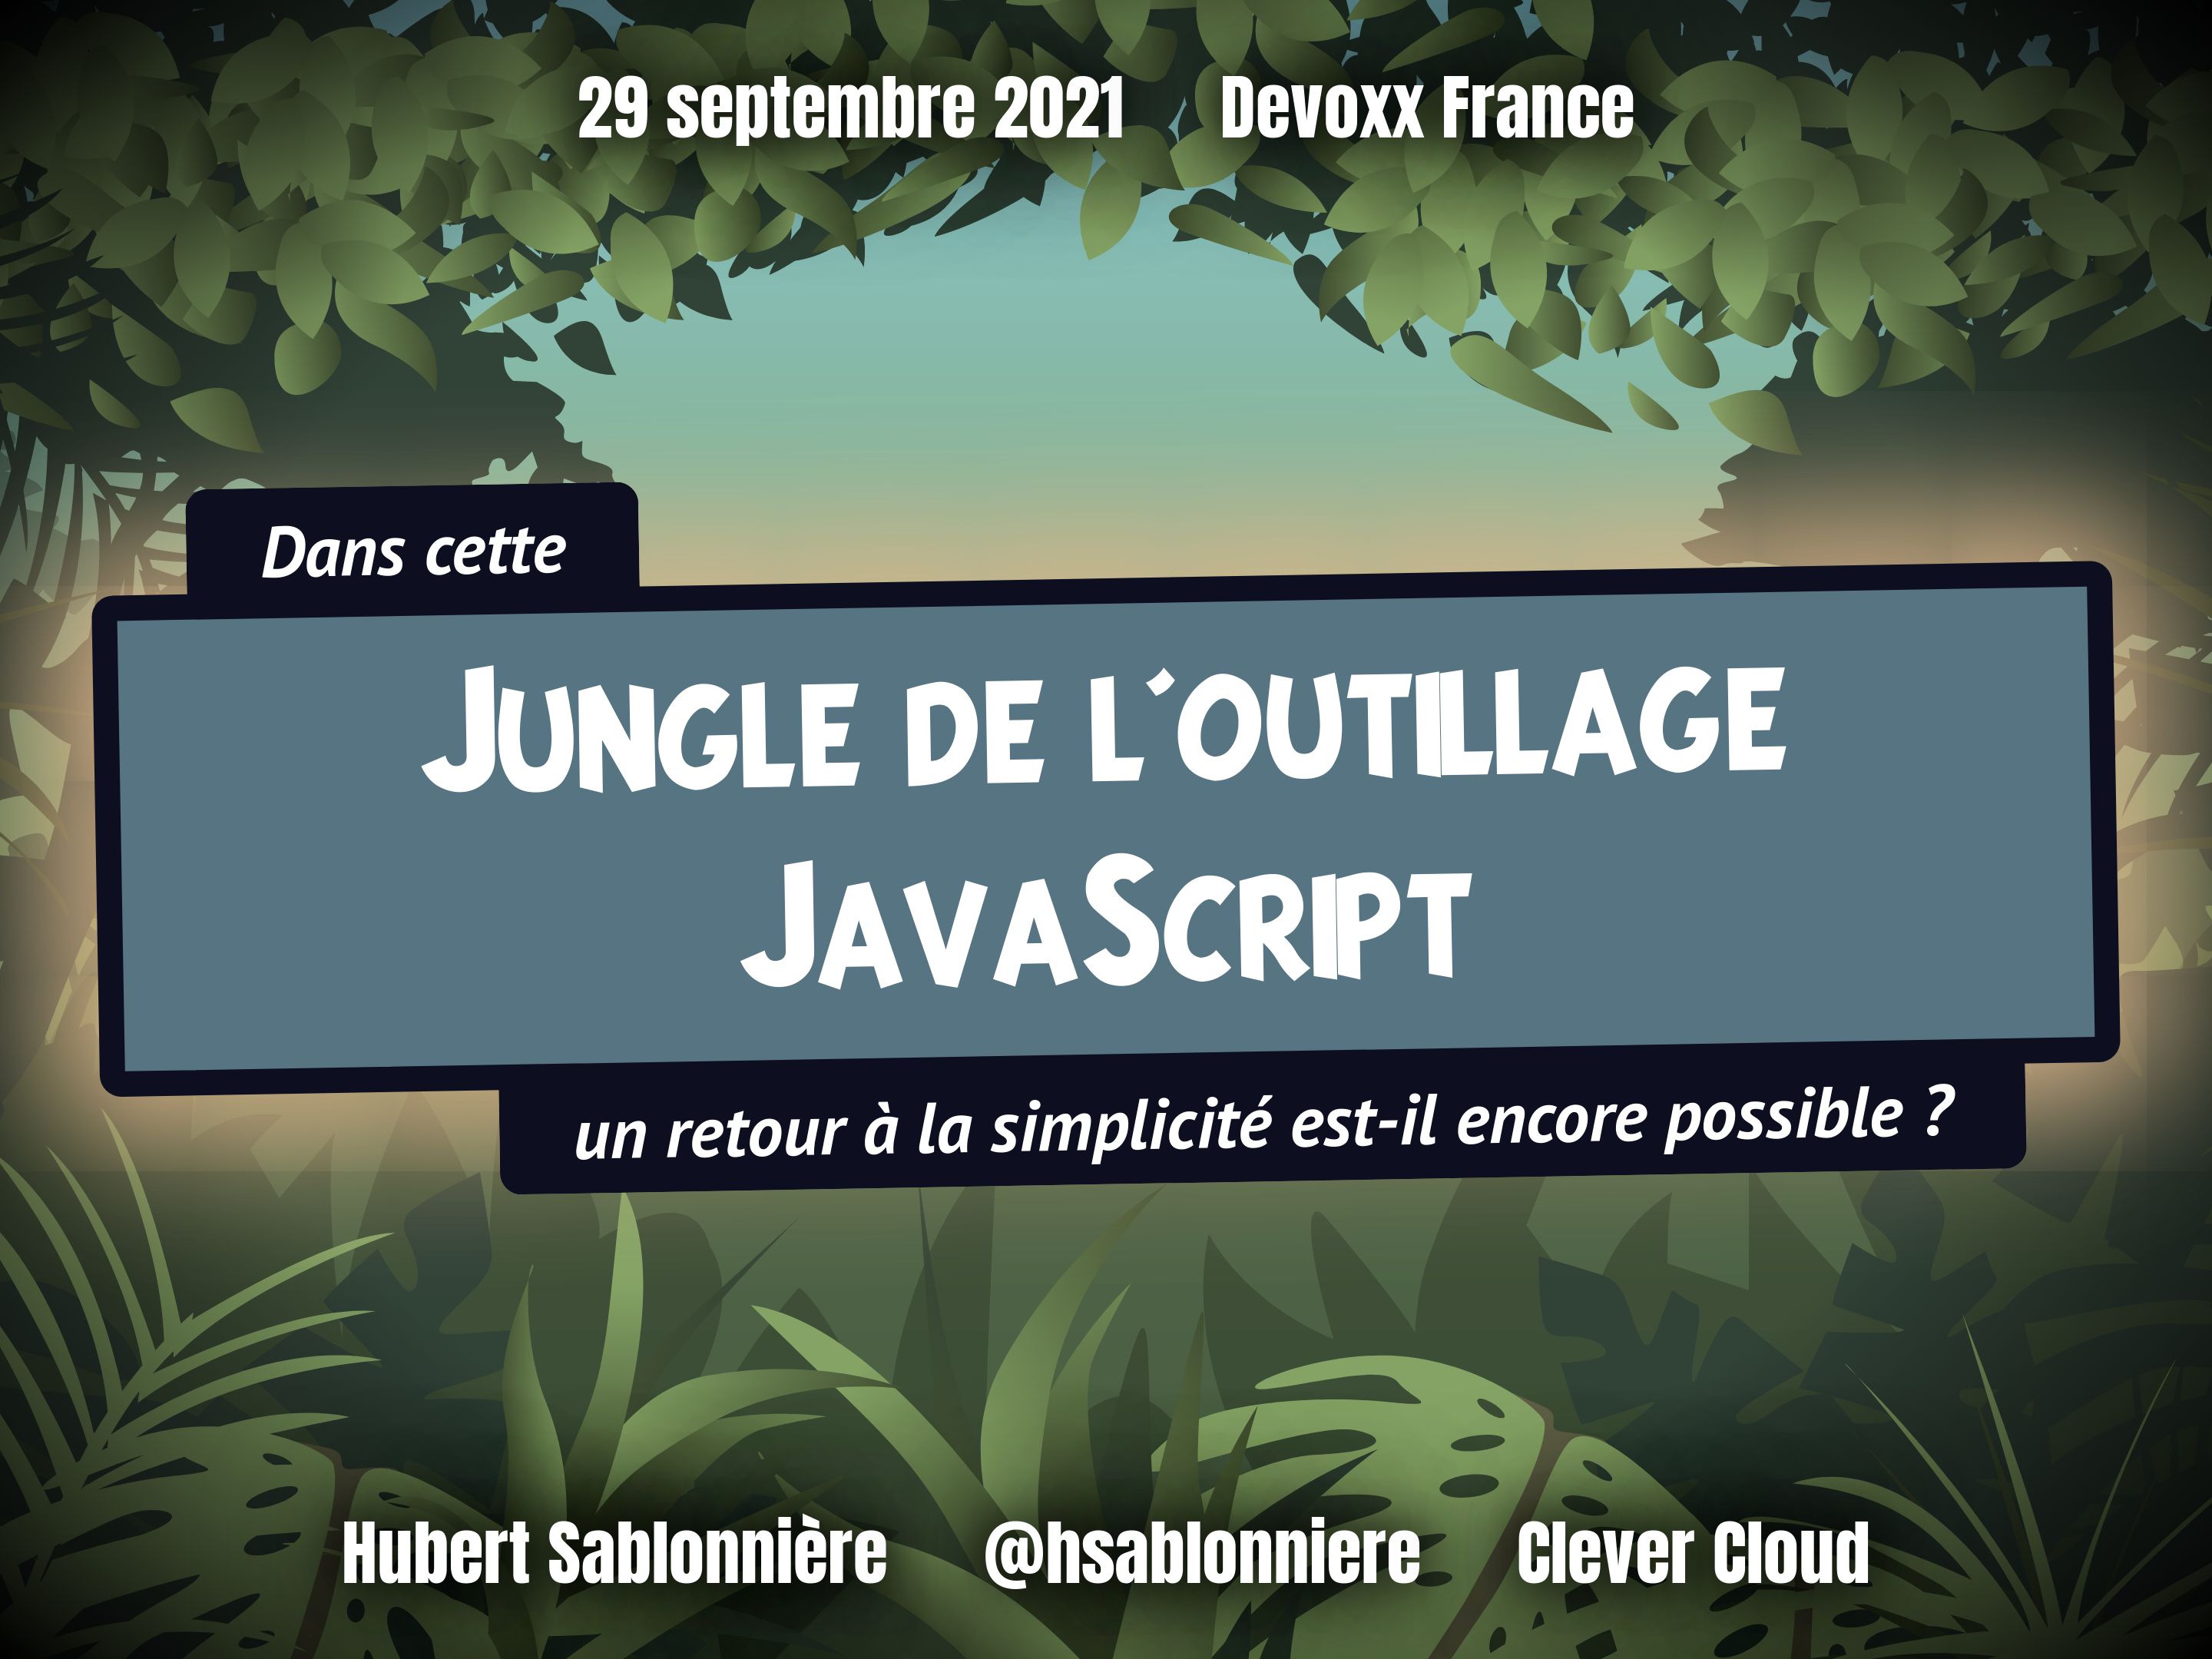 29 septembre 2021 Devoxx France
Dans cette
Jungle de l'outillage
JavaScript
un retour à la simplicité est-il encore possible ?
Hubert Sablonnière @hsablonniere Clever Cloud